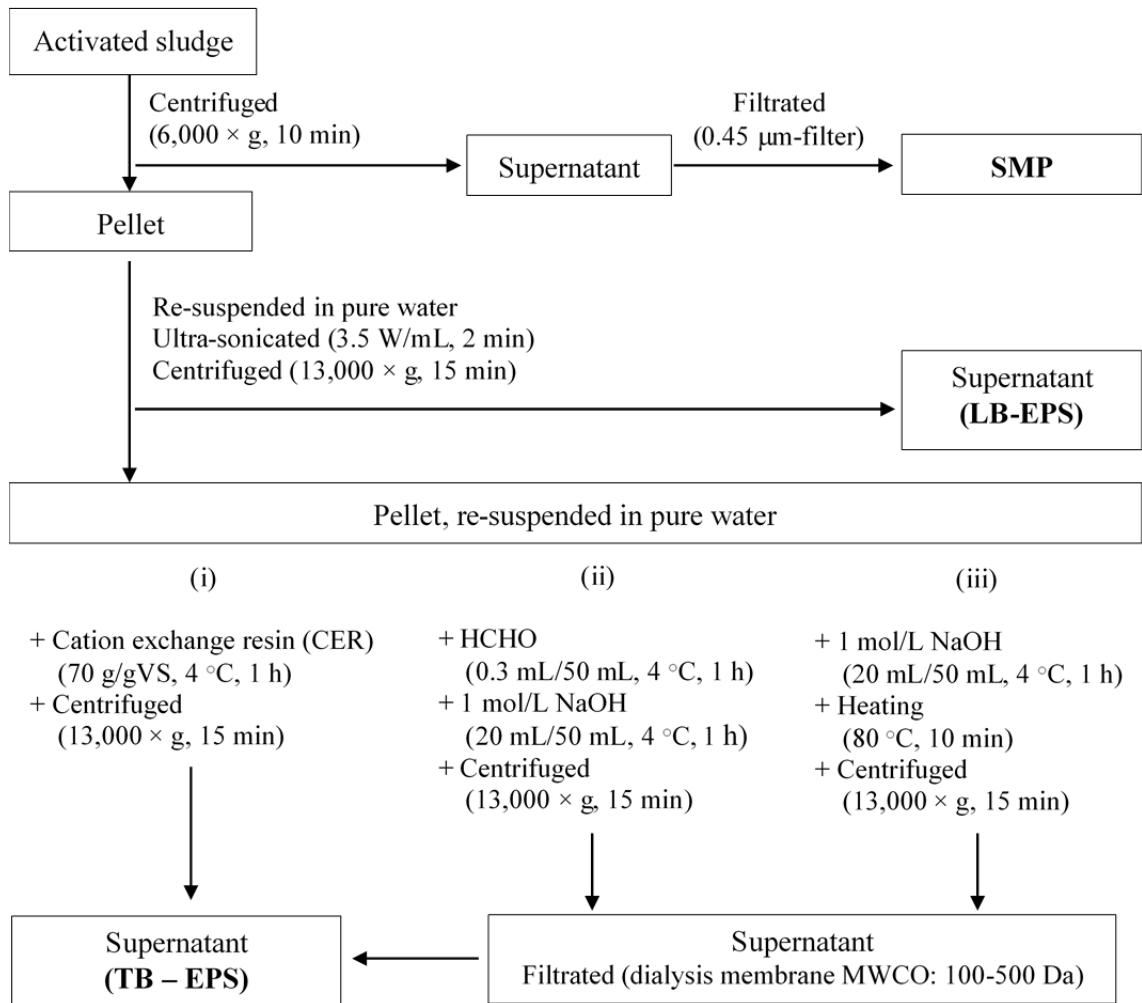 Activated sludge
Centrifuged
(6,000 × g, 10 min)
Filtrated
(0.45 μm-filter)
Supernatant
SMP
Pellet
Re-suspended in pure water
Ultra-sonicated (3.5 W/mL, 2 min)
Centrifuged (13,000 × g, 15 min)
Supernatant
(LB-EPS)
Pellet, re-suspended in pure water
(i)
+ Cation exchange resin (CER)
(70 g/gVS, 4 °C, 1 h)
+ Centrifuged
(13,000 × g, 15 min)
(ii)
+ HCHO
(0.3 mL/50 mL, 4 °C, 1 h)
+ 1 mol/L NaOH
(20 mL/50 mL, 4 °C, 1 h)
+ Centrifuged
(13,000 × g, 15 min)
(iii)
+ 1 mol/L NaOH
(20 mL/50 mL, 4 °C, 1 h)
+ Heating
(80 °C, 10 min)
+ Centrifuged
(13,000 × g, 15 min)
Supernatant
(TB – EPS)
Supernatant
Filtrated (dialysis membrane MWCO: 100-500 Da)